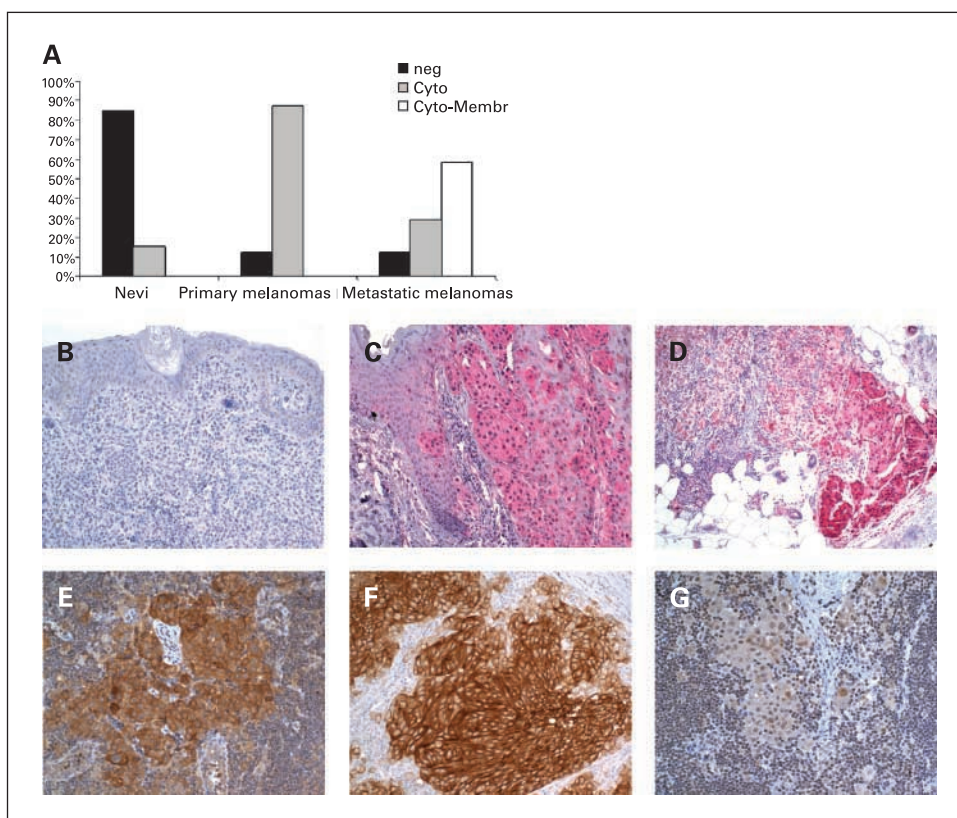 A
neg
Cyto
Cyto-Membr
100%
90%
80%
70%
60%
50%
40%
30%
20%
10%
0%
Nevi Primary melanomas Metastatic melanomas
B C D
E F G